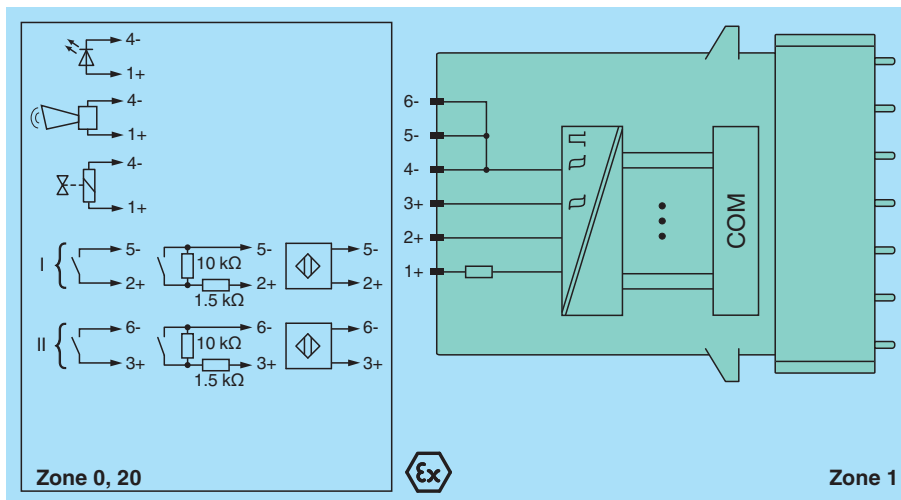 4-
1+
4-
1+
4-
1+
I
5-
2+
10 kΩ
1.5 kΩ
5-
2+
5-
2+
II
6-
3+
10 kΩ
1.5 kΩ
6-
3+
6-
3+
Zone 0, 20
6-
5-
4-
3+
2+
1+
COM
Ex
Zone 1